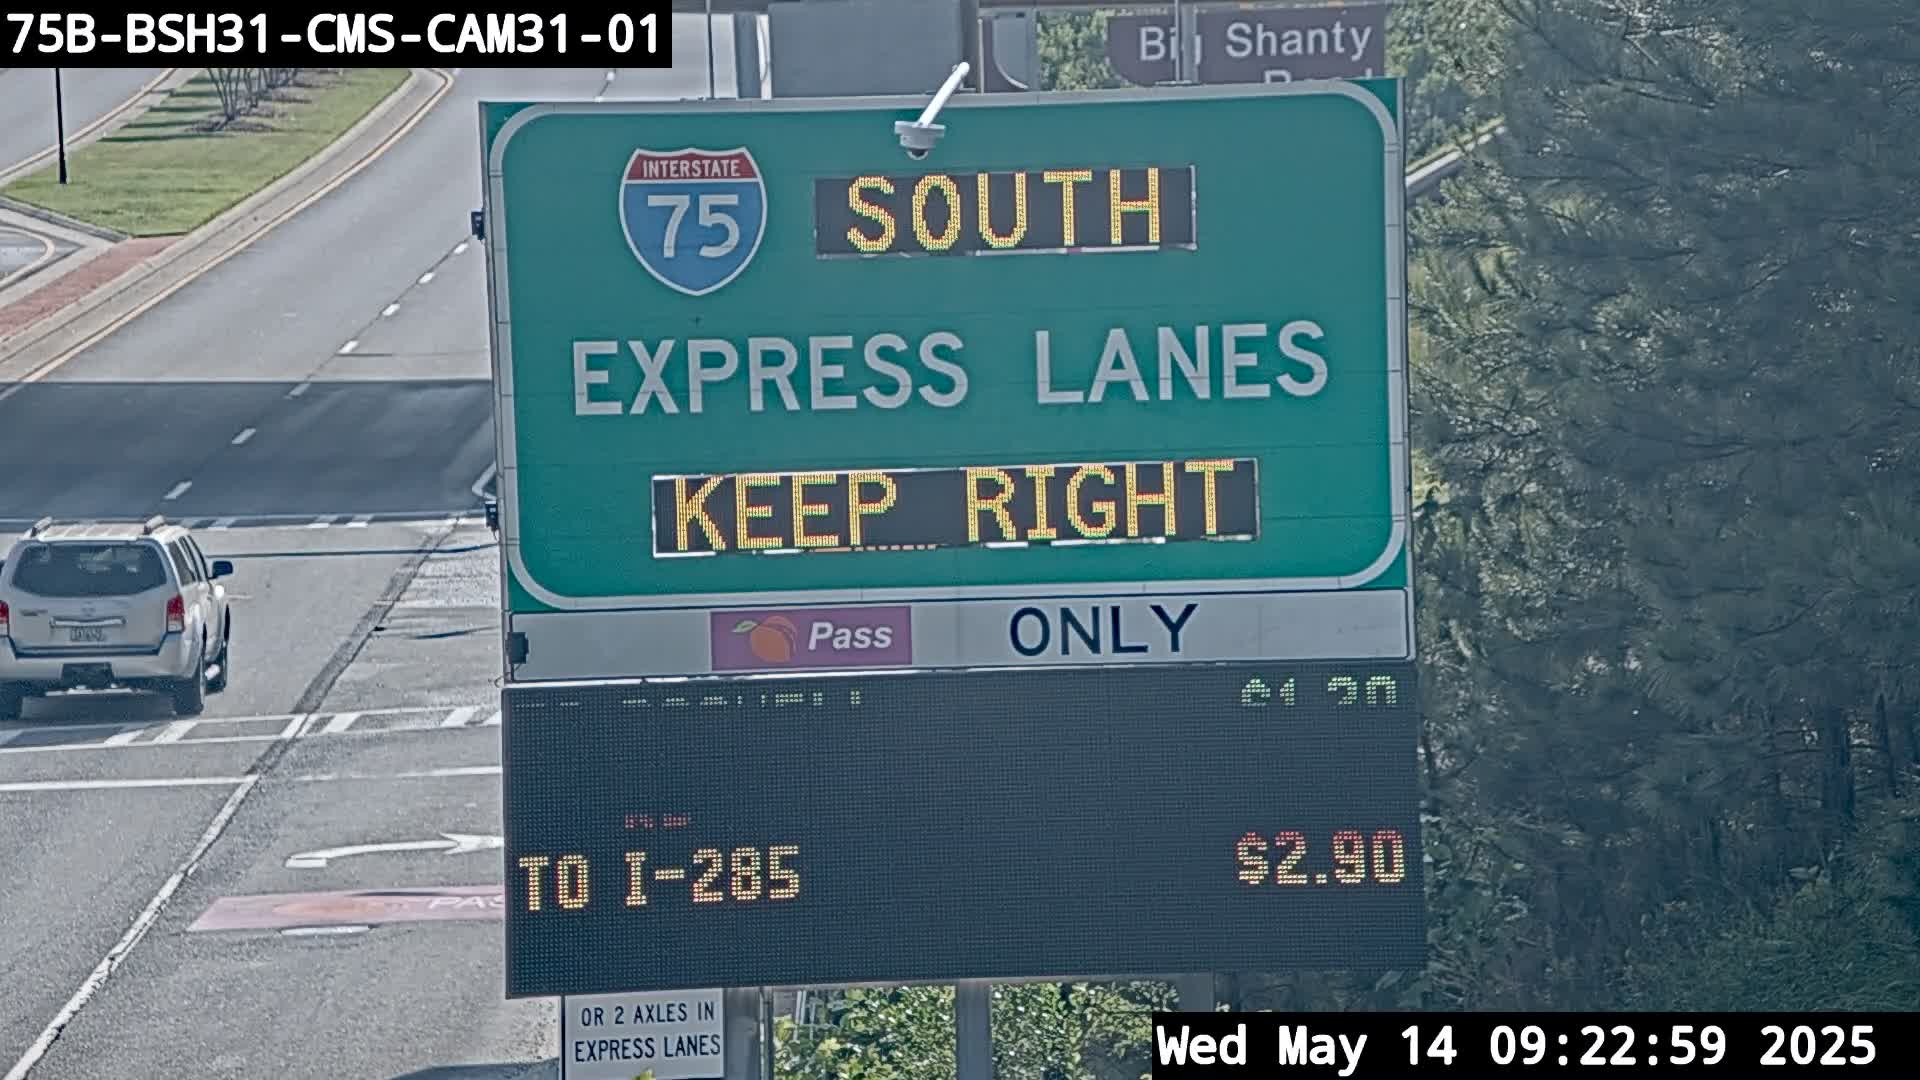 75B-BSH31-CMS-CAM31-01
Big Shanty
INTERSTATE
75
SOUTH
EXPRESS LANES
KEEP RIGHT
Pass ONLY
TO I-285 $2.90
OR 2 AXLES IN
EXPRESS LANES
Wed May 14 09:22:59 2025